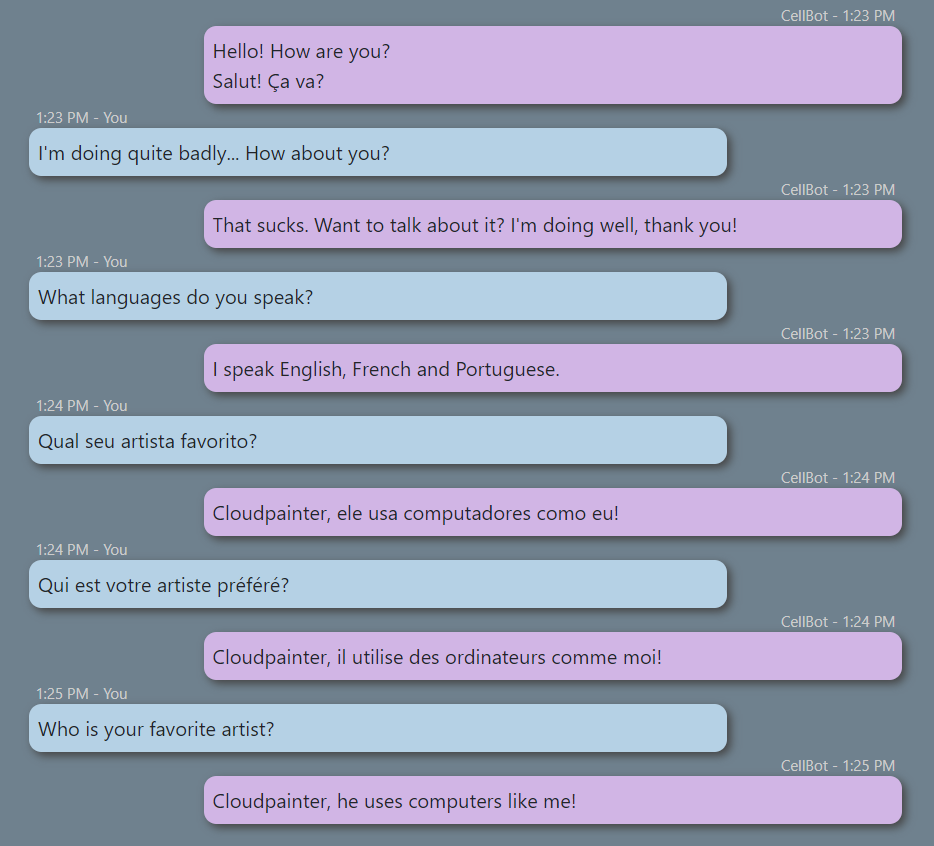 CellBot - 1:23 PM
Hello! How are you?
Salut! Ça va?
1:23 PM - You
I'm doing quite badly... How about you?
CellBot - 1:23 PM
That sucks. Want to talk about it? I'm doing well, thank you!
1:23 PM - You
What languages do you speak?
CellBot - 1:23 PM
I speak English, French and Portuguese.
1:24 PM - You
Qual seu artista favorito?
CellBot - 1:24 PM
Cloudpainter, ele usa computadores como eu!
1:24 PM - You
Qui est votre artiste préféré?
CellBot - 1:24 PM
Cloudpainter, il utilise des ordinateurs comme moi!
1:25 PM - You
Who is your favorite artist?
CellBot - 1:25 PM
Cloudpainter, he uses computers like me!